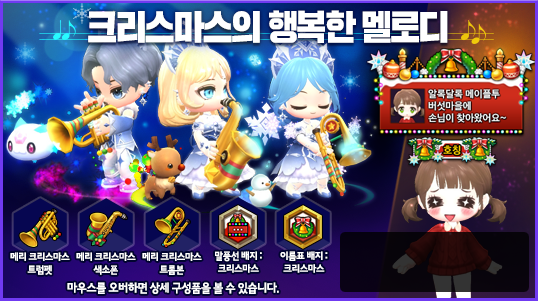 크리스마스의 행복한 멜로디
알록달록 메이플투
버섯마을에
손님이 찾아왔어요~
호칭
메리 크리스마스
트럼펫
메리 크리스마스
색소폰
메리 크리스마스
트롬본
말풍선 배지 :
크리스마스
이름표 배지 :
크리스마스
마우스를 오버하면 상세 구성품을 볼 수 있습니다.